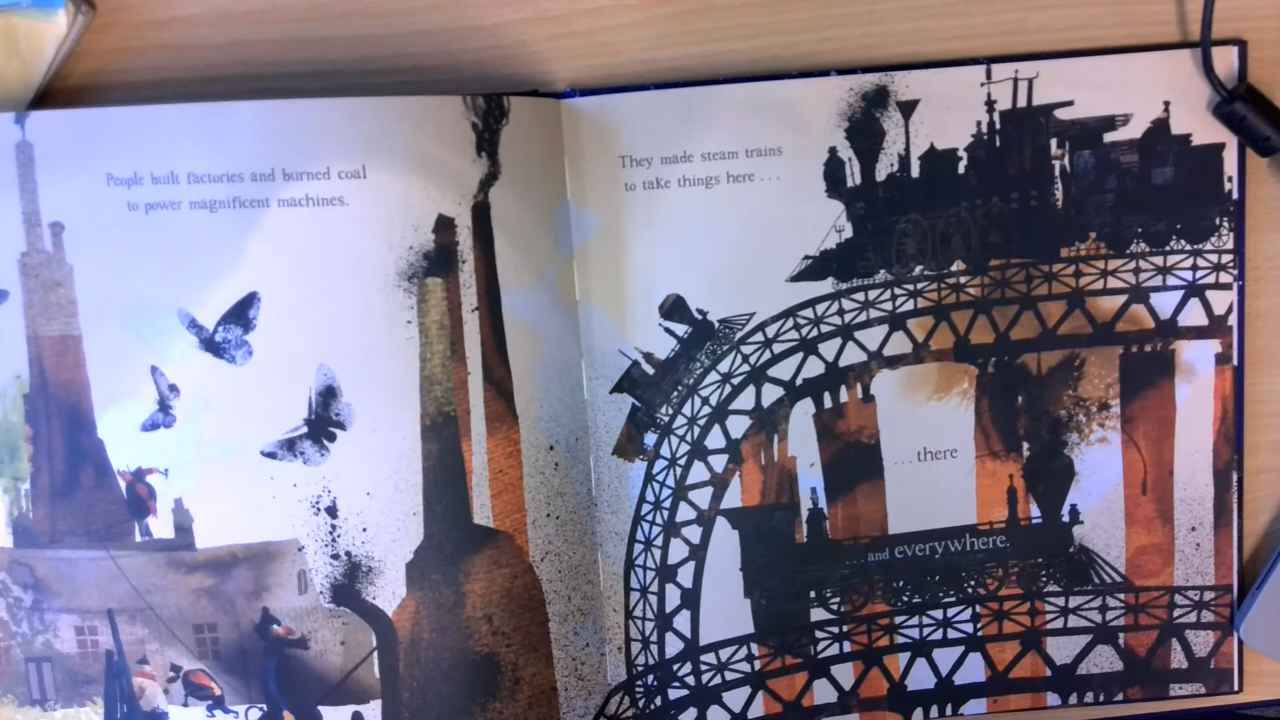 People built factories and burned coal
to power magnificent machines.
They made steam trains
to take things here . . .
. . . there
. . . and everywhere.